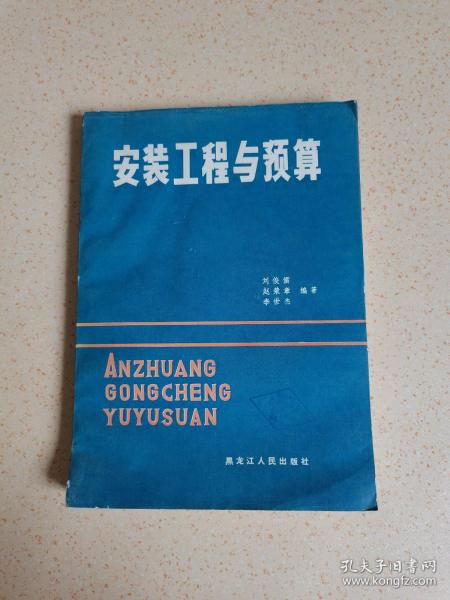 安装工程与预算
刘俊儒
赵荣章 编著
李世杰
ANZHUANG
GONGCHENG
YUYUSUAN
黑龙江人民出版社
孔夫子旧书网
www.kongfz.com